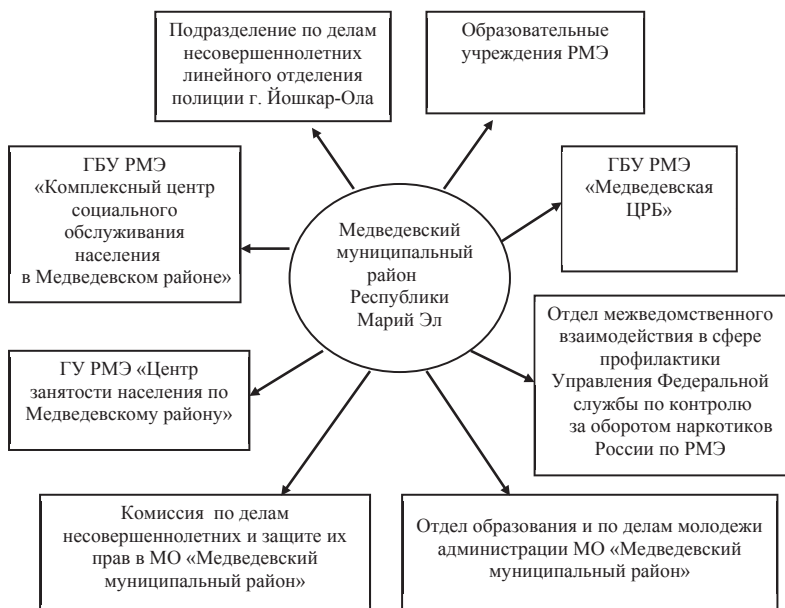 Подразделение по делам
несовершеннолетних
линейного отделения
полиции г. Йошкар-Ола
Образовательные
учреждения РМЭ
ГБУ РМЭ
«Комплексный центр
социального
обслуживания
населения
в Медведевском районе»
ГБУ РМЭ
«Медведевская
ЦРБ»
Медведевский
муниципальный
район
Республики
Марий Эл
Отдел межведомственного
взаимодействия в сфере
профилактики
Управления Федеральной
службы по контролю
за оборотом наркотиков
России по РМЭ
ГУ РМЭ «Центр
занятости населения по
Медведевскому району»
Комиссия по делам
несовершеннолетних и защите их
прав в МО «Медведевский
муниципальный район»
Отдел образования и по делам молодежи
администрации МО «Медведевский
муниципальный район»